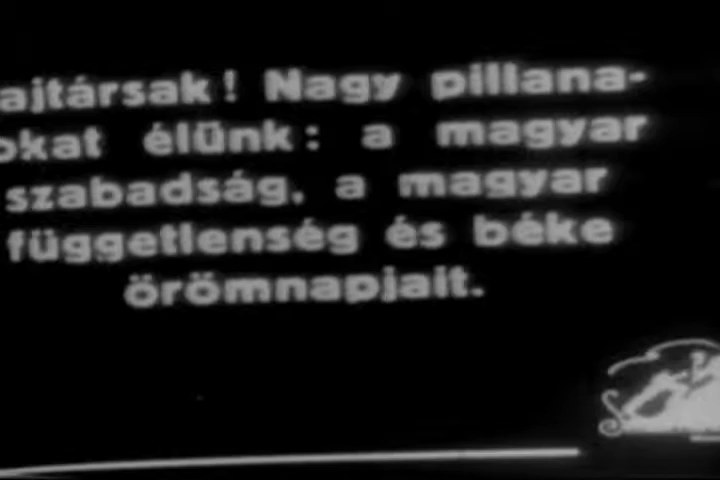 ajtársak! Nagy pillana-
okat élünk: a magyar
szabadság, a magyar
függetlenség és béke
örömnapjait.